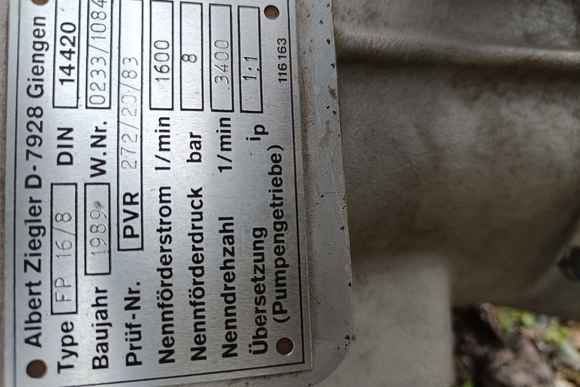 Albert Ziegler D-7928 Giengen
Type FP 16/8 DIN 14420
Baujahr 1989 W.Nr. 0233/1084
Prüf-Nr. PVR 272/20/83
Nennförderstrom l/min 1600
Nennförderdruck bar 8
Nenndrehzahl 1/min 3400
Übersetzung ip 1:1
(Pumpengetriebe)
116163